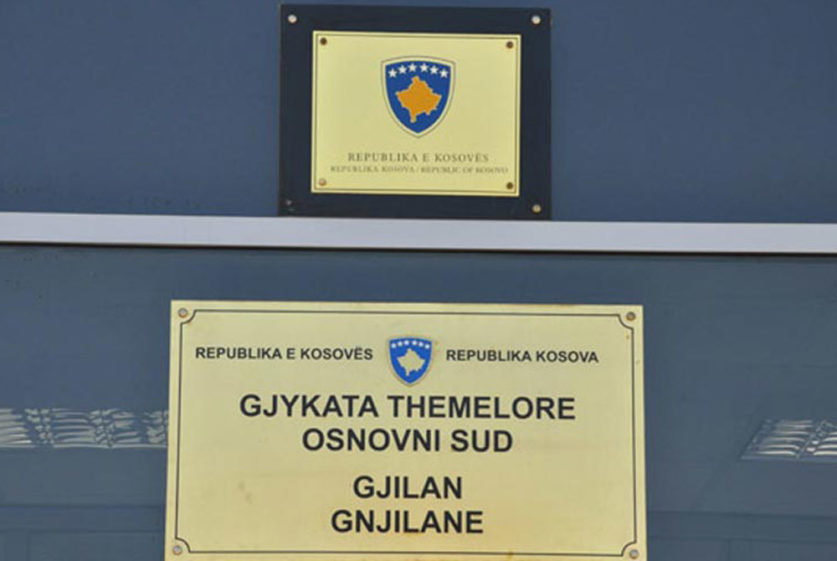 REPUBLIKA E KOSOVËS
REPUBLIKA KOSOVA / REPUBLIC OF KOSOVO
REPUBLIKA E KOSOVËS REPUBLIKA KOSOVA
GJYKATA THEMELORE
OSNOVNI SUD
GJILAN
GNJILANE